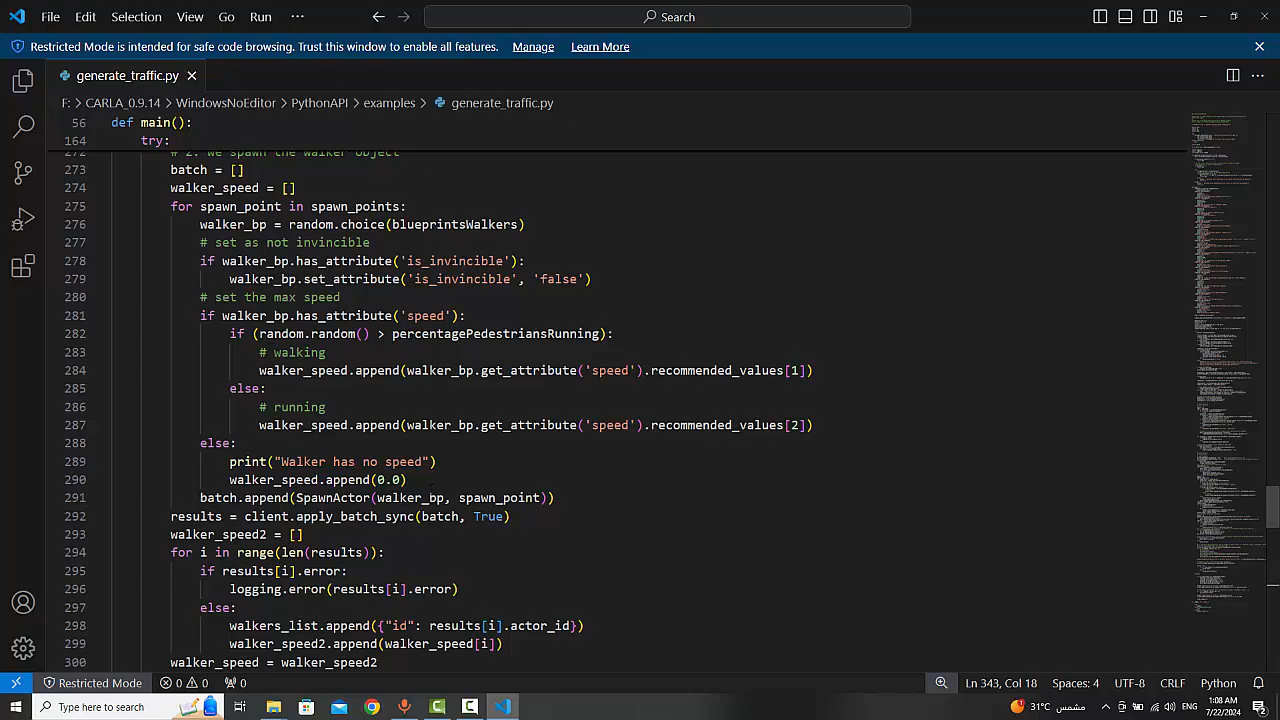 File Edit Selection View Go Run ··· Search
Restricted Mode is intended for safe code browsing. Trust this window to enable all features. Manage Learn More
generate_traffic.py
F: > CARLA_0.9.14 > WindowsNoEditor > PythonAPI > examples > generate_traffic.py
56 def main():
164 try:
272 # 2. we spawn the walker object
273 batch = []
274 walker_speed = []
275 for spawn_point in spawn_points:
276 walker_bp = random.choice(blueprintsWalkers)
277 # set as not invincible
278 if walker_bp.has_attribute('is_invincible'):
279 walker_bp.set_attribute('is_invincible', 'false')
280 # set the max speed
281 if walker_bp.has_attribute('speed'):
282 if (random.random() > percentagePedestriansRunning):
283 # walking
284 walker_speed.append(walker_bp.get_attribute('speed').recommended_values[1])
285 else:
286 # running
287 walker_speed.append(walker_bp.get_attribute('speed').recommended_values[2])
288 else:
289 print("Walker has no speed")
290 walker_speed.append(0.0)
291 batch.append(SpawnActor(walker_bp, spawn_point))
292 results = client.apply_batch_sync(batch, True)
293 walker_speed2 = []
294 for i in range(len(results)):
295 if results[i].error:
296 logging.error(results[i].error)
297 else:
298 walkers_list.append({"id": results[i].actor_id})
299 walker_speed2.append(walker_speed[i])
300 walker_speed = walker_speed2
Restricted Mode 0 0 0 Ln 343, Col 18 Spaces: 4 UTF-8 CRLF Python
Type here to search 31°C مشمس 1:08 AM
7/22/2024 2